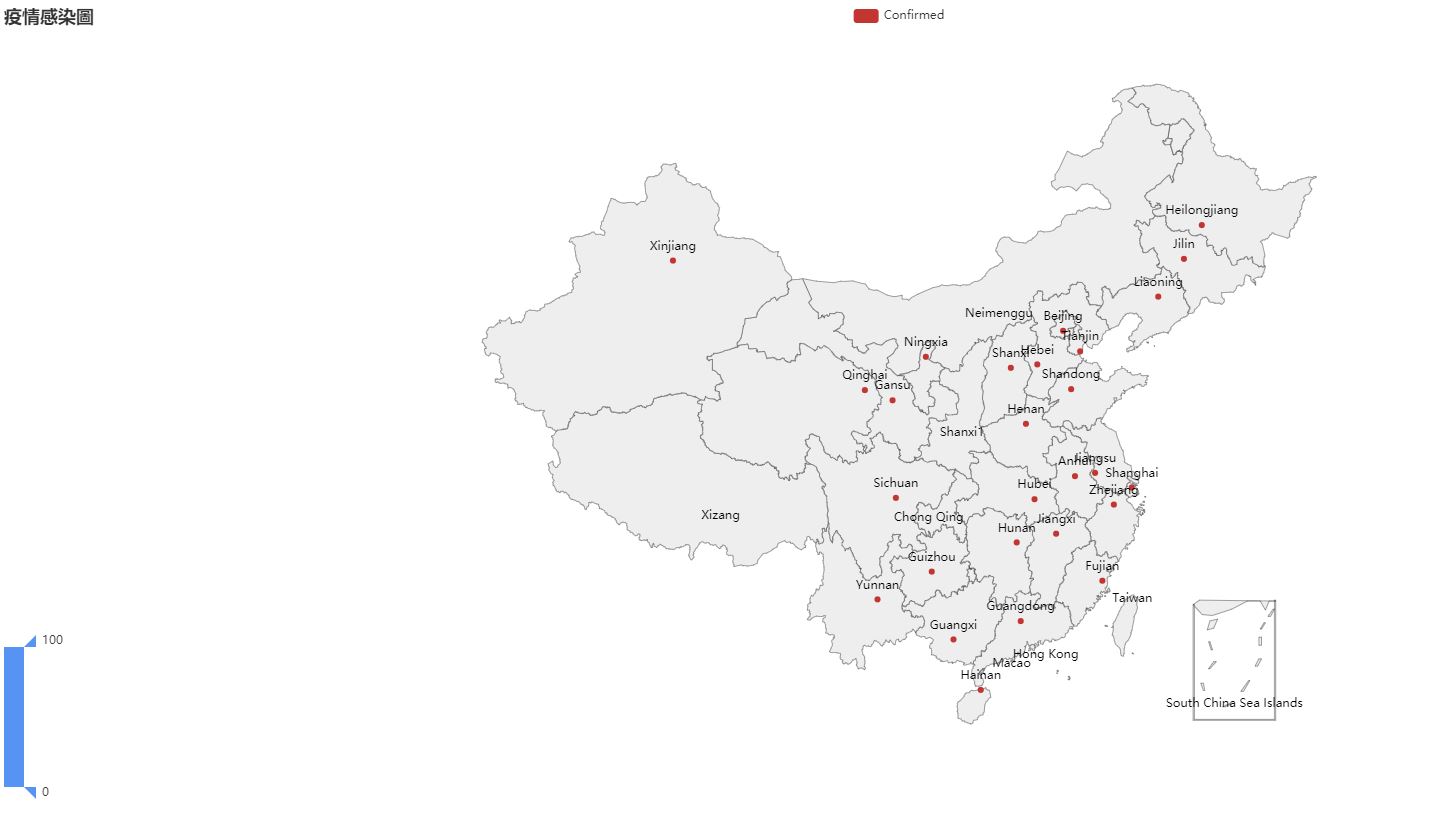 疫情感染圖
Confirmed
Heilongjiang
Xinjiang
Jilin
Liaoning
Neimenggu
Beijing
Tianjin
Ningxia
Shanxi
Hebei
Qinghai
Gansu
Shandong
Henan
Shanxi1
Anhui
Jiangsu
Shanghai
Sichuan
Hubei
Zhejiang
Xizang
Chong Qing
Hunan
Jiangxi
Guizhou
Fujian
Yunnan
Taiwan
Guangdong
Guangxi
Hong Kong
Macao
Hainan
South China Sea Islands
100
0